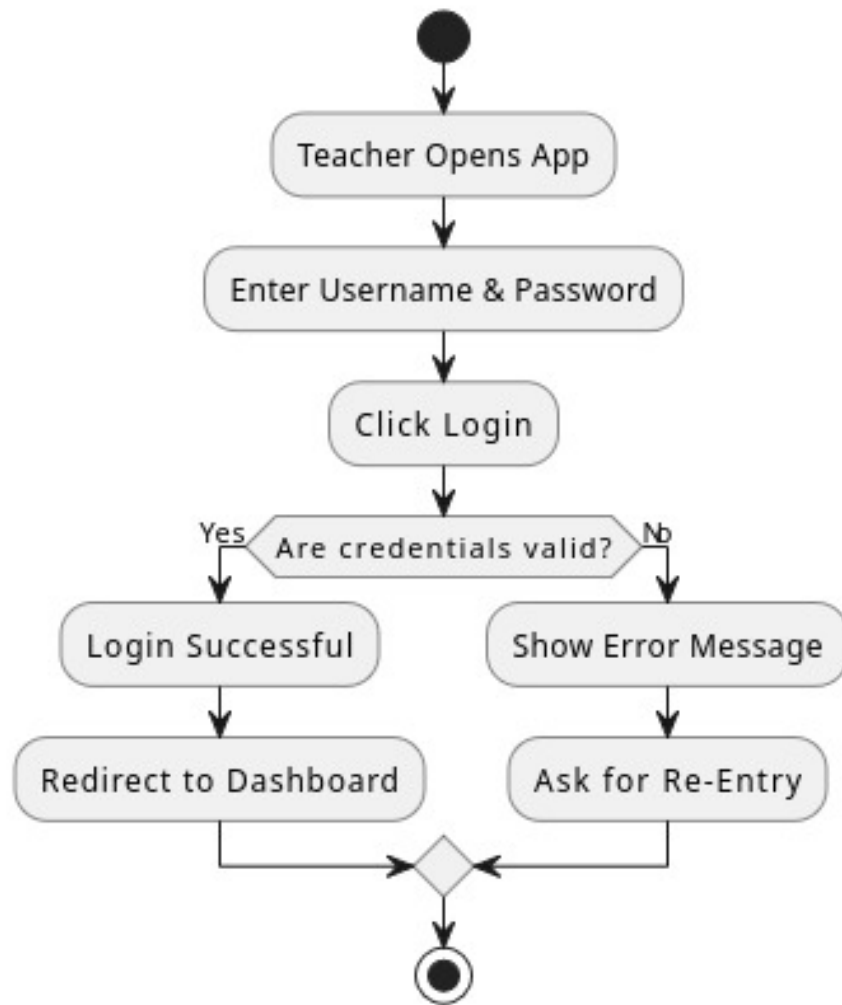 Teacher Opens App
Enter Username & Password
Click Login
Yes
Are credentials valid?
No
Login Successful
Show Error Message
Redirect to Dashboard
Ask for Re-Entry